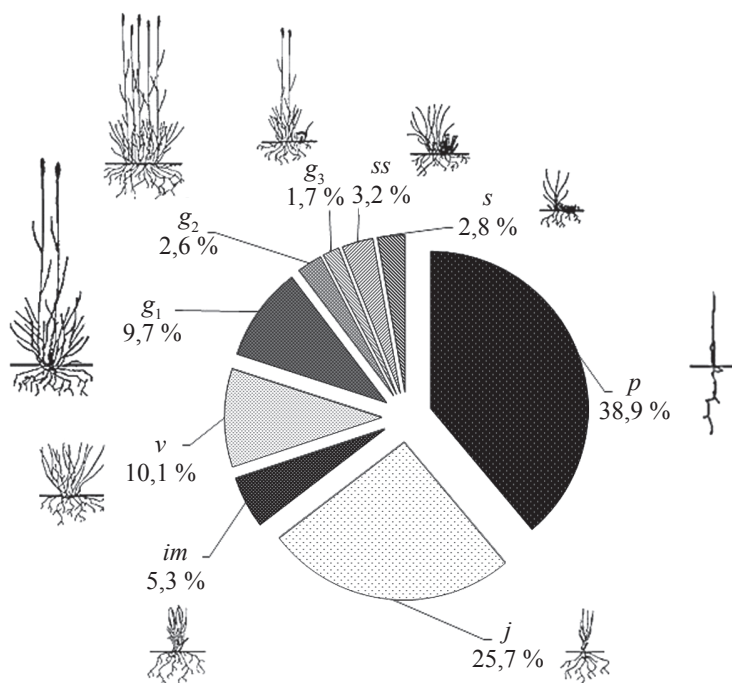 g₃
1,7 %
ss
3,2 %
s
2,8 %
g₂
2,6 %
g₁
9,7 %
p
38,9 %
v
10,1 %
im
5,3 %
j
25,7 %